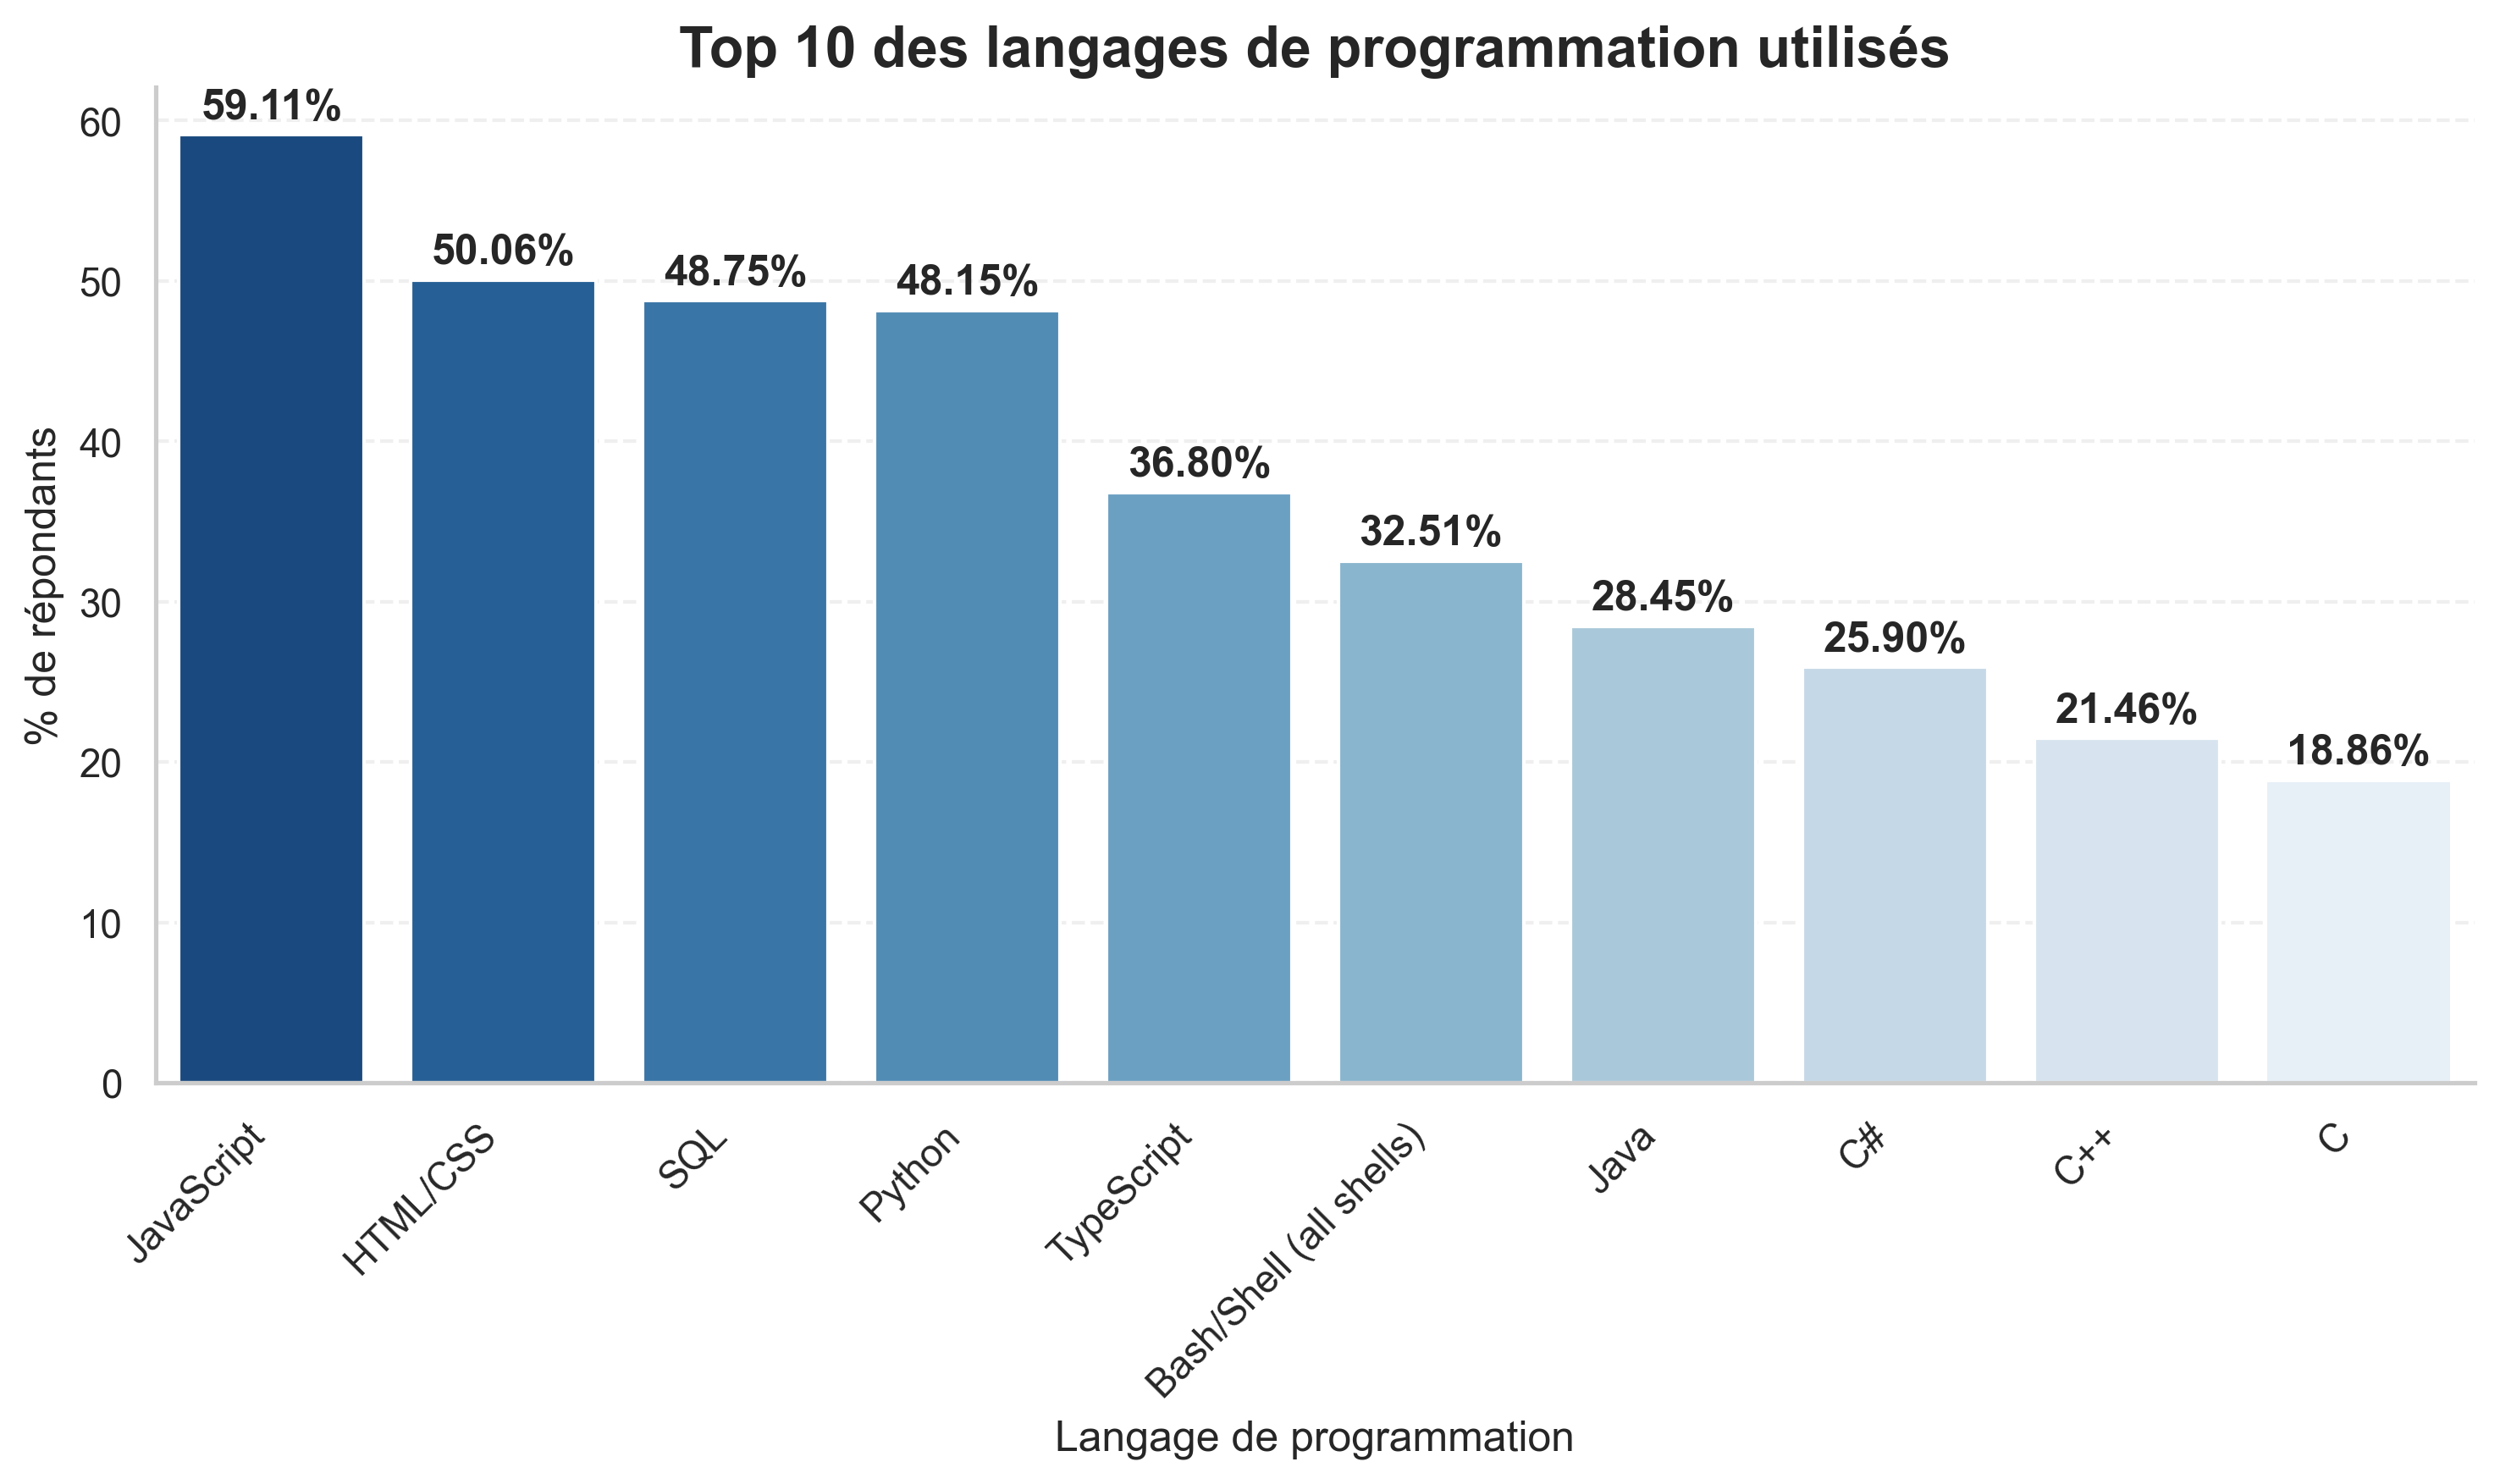 Top 10 des langages de programmation utilisés
% de répondants
60
50
40
30
20
10
0
59.11%
50.06%
48.75%
48.15%
36.80%
32.51%
28.45%
25.90%
21.46%
18.86%
JavaScript
HTML/CSS
SQL
Python
TypeScript
Bash/Shell (all shells)
Java
C#
C++
C
Langage de programmation